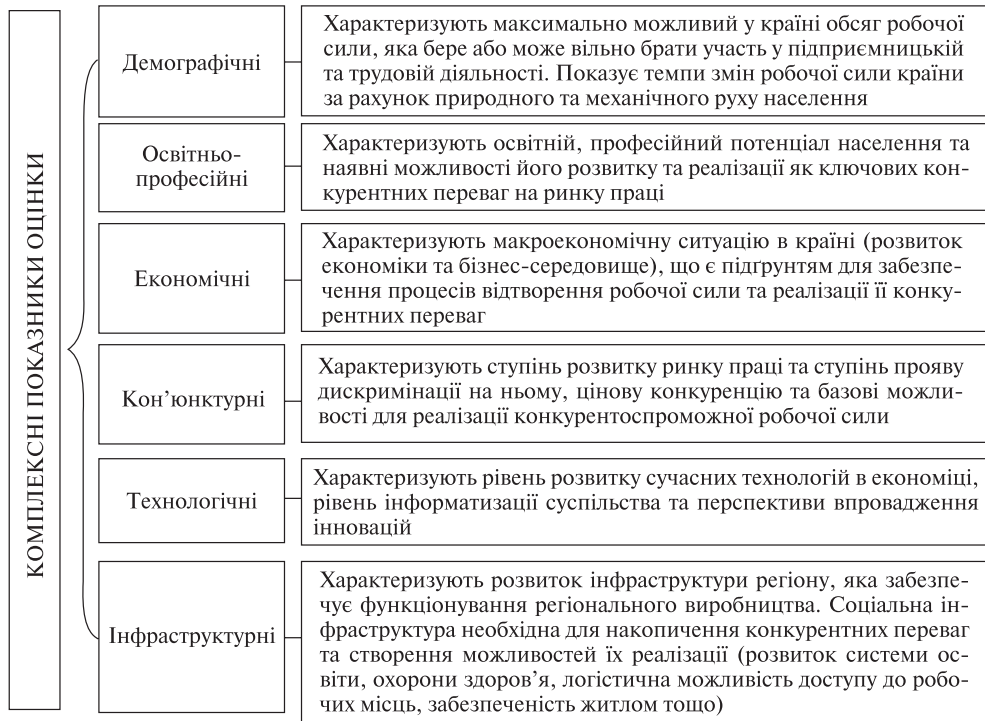 КОМПЛЕКСНІ ПОКАЗНИКИ ОЦІНКИ
Демографічні
Характеризують максимально можливий у країні обсяг робочої
сили, яка бере або може вільно брати участь у підприємницькій
та трудовій діяльності. Показує темпи змін робочої сили країни
за рахунок природного та механічного руху населення
Освітньо-
професійні
Характеризують освітній, професійний потенціал населення та
наявні можливості його розвитку та реалізації як ключових кон-
курентних переваг на ринку праці
Економічні
Характеризують макроекономічну ситуацію в країні (розвиток
економіки та бізнес-середовище), що є підґрунтям для забезпе-
чення процесів відтворення робочої сили та реалізації її конку-
рентних переваг
Кон’юнктурні
Характеризують ступінь розвитку ринку праці та ступінь прояву
дискримінації на ньому, цінову конкуренцію та базові можли-
вості для реалізації конкурентоспроможної робочої сили
Технологічні
Характеризують рівень розвитку сучасних технологій в економіці,
рівень інформатизації суспільства та перспективи впровадження
інновацій
Інфраструктурні
Характеризують розвиток інфраструктури регіону, яка забезпе-
чує функціонування регіонального виробництва. Соціальна ін-
фраструктура необхідна для накопичення конкурентних переваг
та створення можливостей їх реалізації (розвиток системи ос-
віти, охорони здоров’я, логістична можливість доступу до робо-
чих місць, забезпеченість житлом тощо)